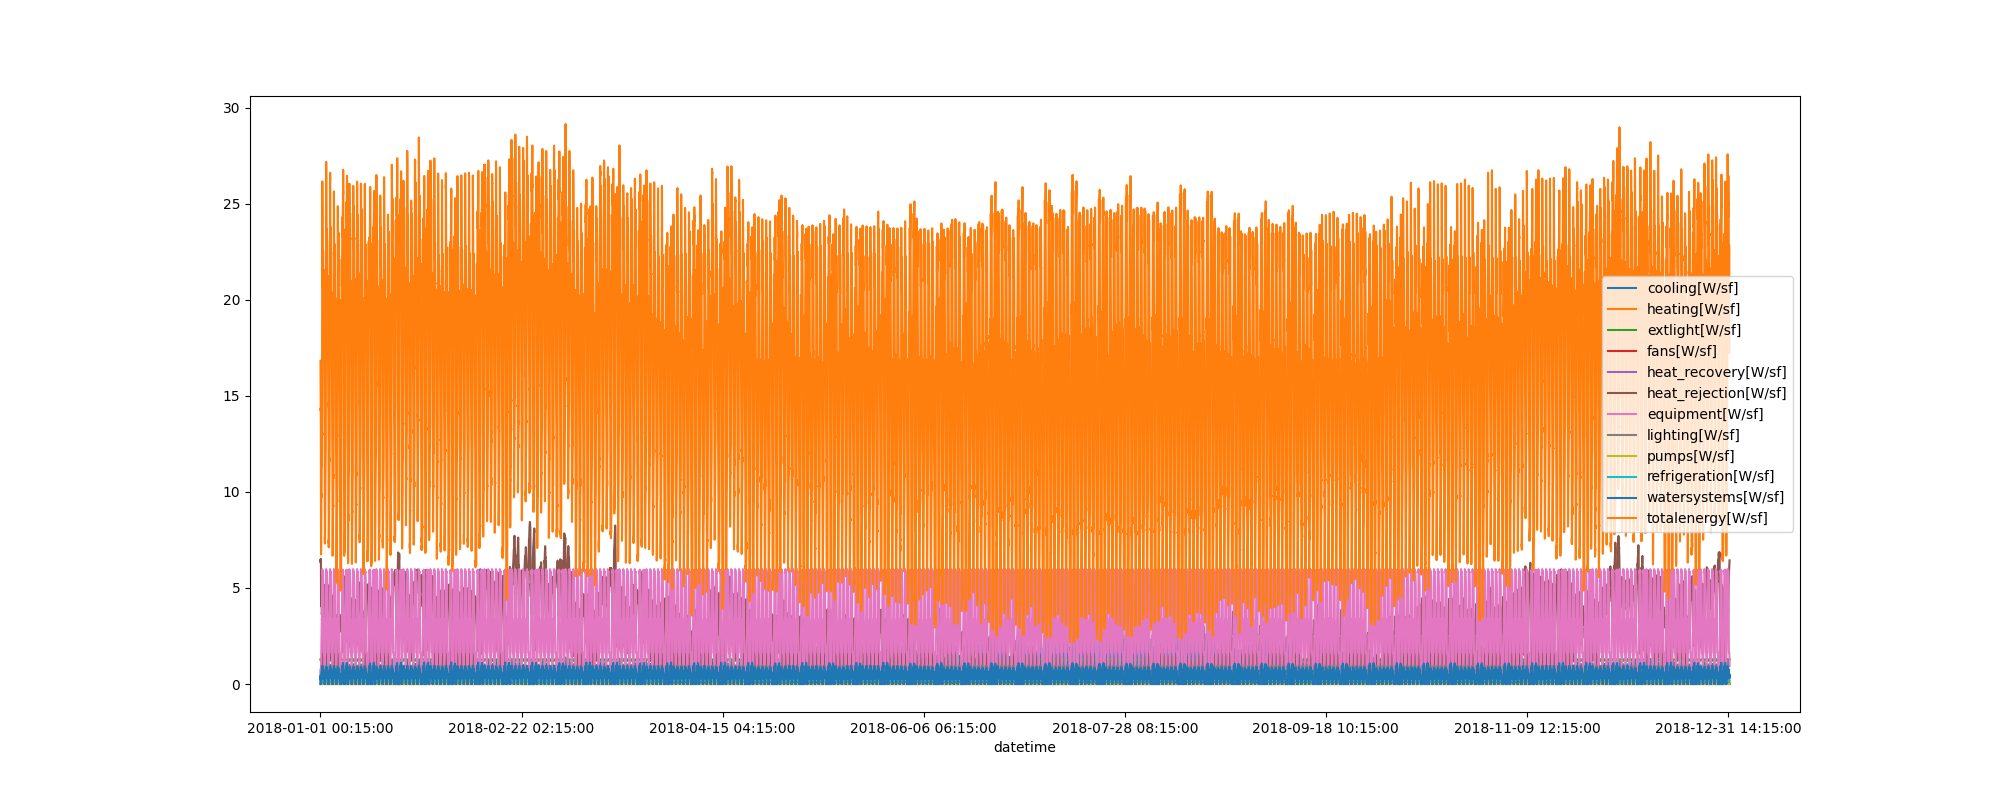 30
25
20
15
10
5
0
cooling[W/sf]
heating[W/sf]
extlight[W/sf]
fans[W/sf]
heat_recovery[W/sf]
heat_rejection[W/sf]
equipment[W/sf]
lighting[W/sf]
pumps[W/sf]
refrigeration[W/sf]
watersystems[W/sf]
totalenergy[W/sf]
2018-01-01 00:15:00 2018-02-22 02:15:00 2018-04-15 04:15:00 2018-06-06 06:15:00 2018-07-28 08:15:00 2018-09-18 10:15:00 2018-11-09 12:15:00 2018-12-31 14:15:00
datetime